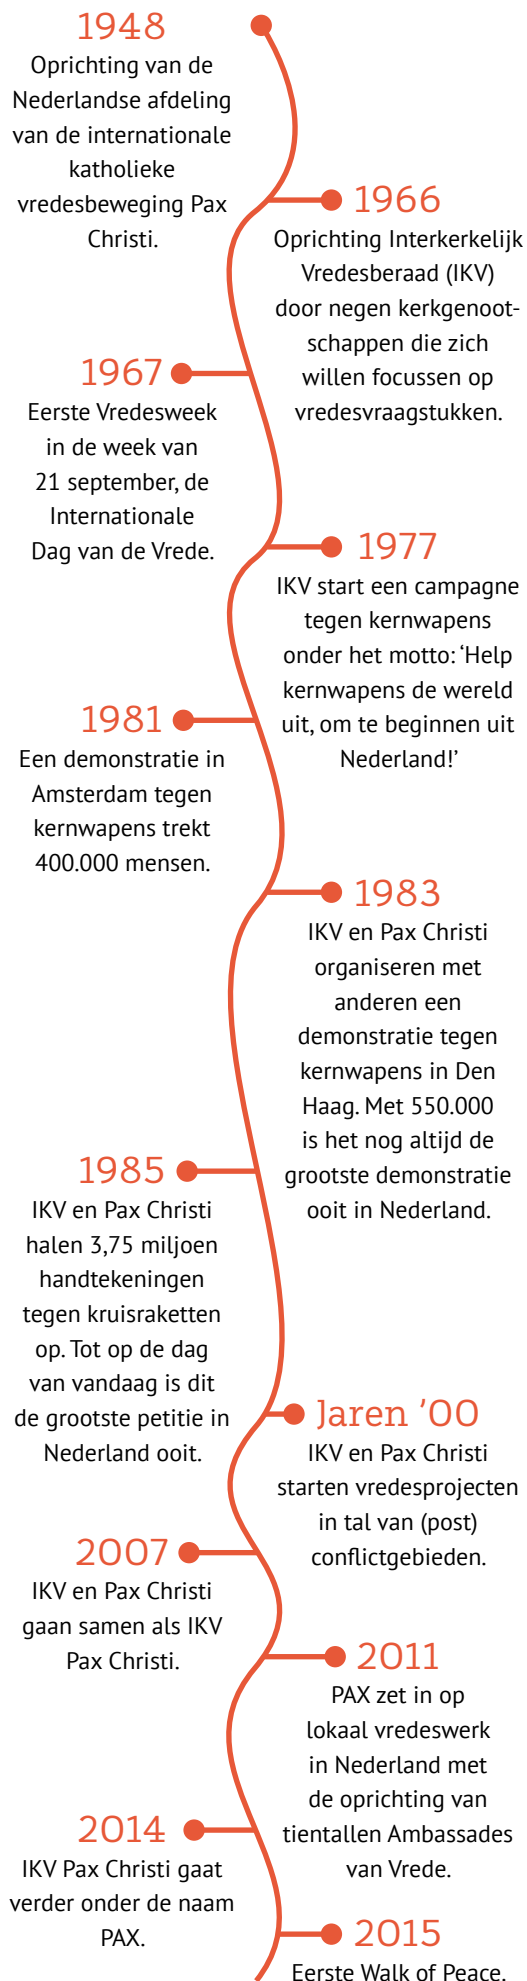 1948
Oprichting van de
Nederlandse afdeling
van de internationale
katholieke
vredesbeweging Pax
Christi.
1966
Oprichting Interkerkelijk
Vredesberaad (IKV)
door negen kerkgenoot-
schappen die zich
willen focussen op
vredesvraagstukken.
1967
Eerste Vredesweek
in de week van
21 september, de
Internationale
Dag van de Vrede.
1977
IKV start een campagne
tegen kernwapens
onder het motto: ‘Help
kernwapens de wereld
uit, om te beginnen uit
Nederland!’
1981
Een demonstratie in
Amsterdam tegen
kernwapens trekt
400.000 mensen.
1983
IKV en Pax Christi
organiseren met
anderen een
demonstratie tegen
kernwapens in Den
Haag. Met 550.000
is het nog altijd de
grootste demonstratie
ooit in Nederland.
1985
IKV en Pax Christi
halen 3,75 miljoen
handtekeningen
tegen kruisraketten
op. Tot op de dag
van vandaag is dit
de grootste petitie in
Nederland ooit.
Jaren ’00
IKV en Pax Christi
starten vredesprojecten
in tal van (post)
conflictgebieden.
2007
IKV en Pax Christi
gaan samen als IKV
Pax Christi.
2011
PAX zet in op
lokaal vredeswerk
in Nederland met
de oprichting van
tientallen Ambassades
van Vrede.
2014
IKV Pax Christi gaat
verder onder de naam
PAX.
2015
Eerste Walk of Peace.